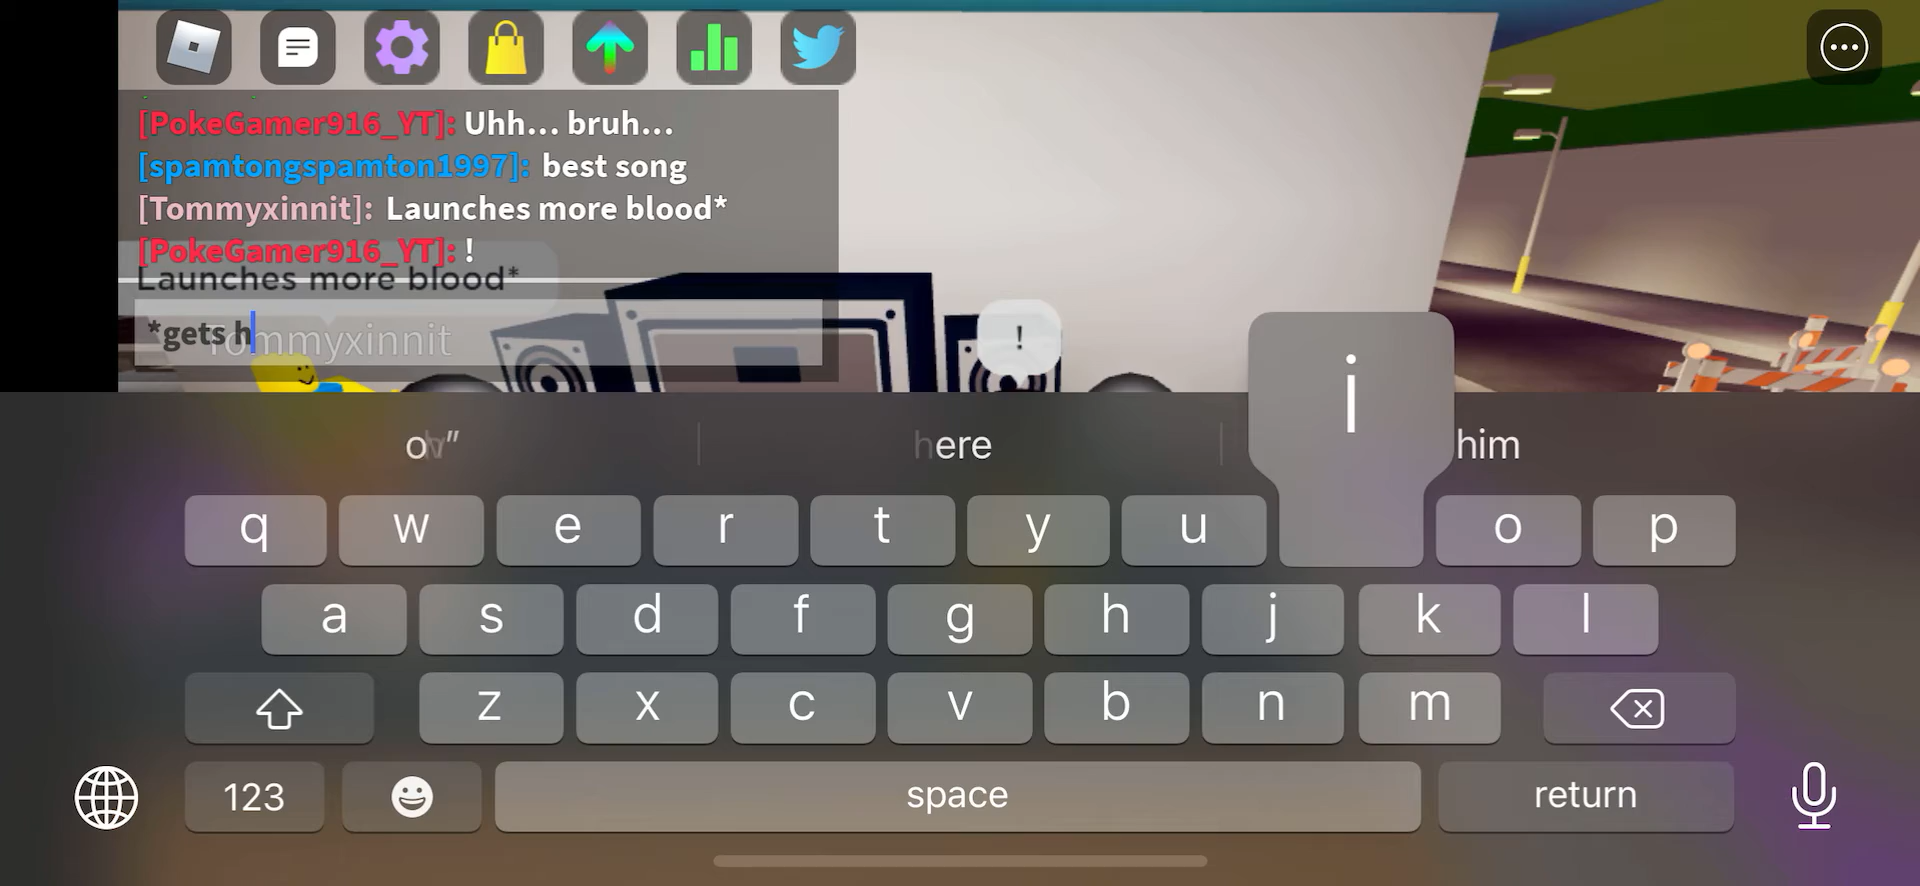 [PokeGamer916_YT]: Uhh... bruh...
[spamtongspamton1997]: best song
[Tommyxinnit]: Launches more blood*
[PokeGamer916_YT]: !
Launches more blood*
*gets h
Tommyxinnit
!
i
here
him
q w e r t y u o p
a s d f g h j k l
z x c v b n m
123
space
return